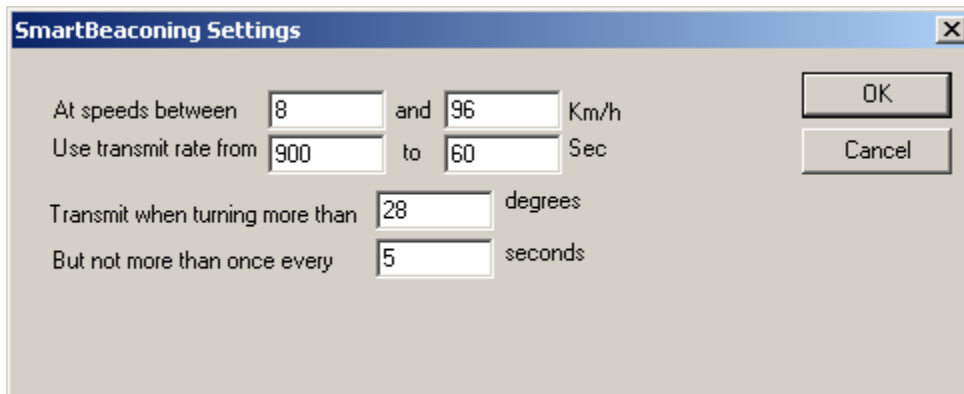 SmartBeaconing Settings
At speeds between 8 and 96 Km/h
OK
Use transmit rate from 900 to 60 Sec
Cancel
Transmit when turning more than 28 degrees
But not more than once every 5 seconds